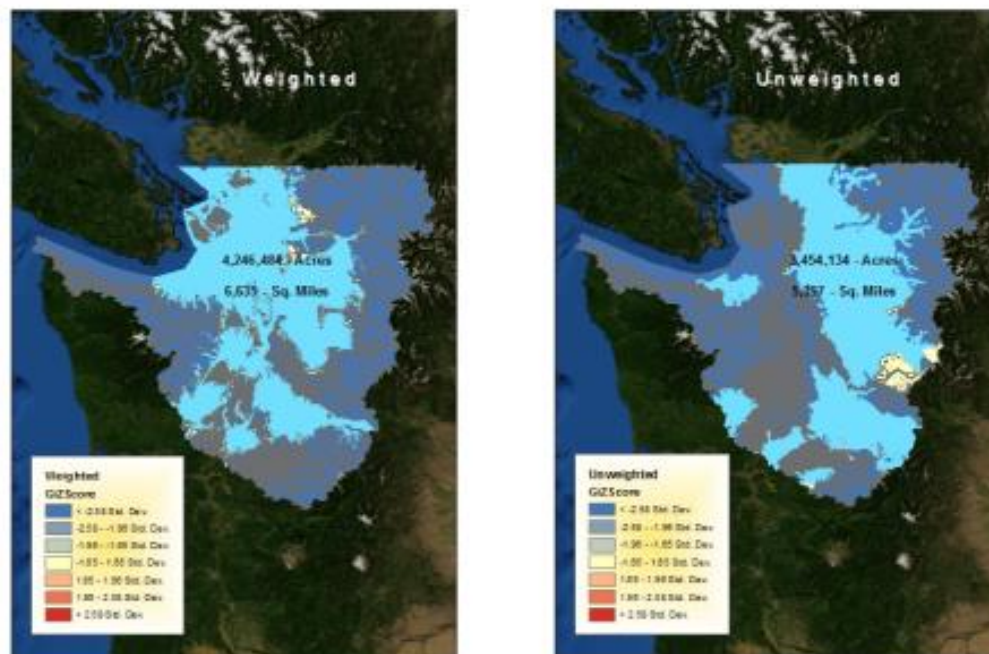 Weighted
4,246,484 - Acres
6,635 - Sq. Miles
Weighted
GiZScore
< -2.58 Std. Dev.
-2.58 - -1.96 Std. Dev.
-1.96 - -1.65 Std. Dev.
-1.65 - 1.65 Std. Dev.
1.65 - 1.96 Std. Dev.
1.96 - 2.58 Std. Dev.
> 2.58 Std. Dev.
Unweighted
3,454,134 - Acres
5,397 - Sq. Miles
Unweighted
GiZScore
< -2.58 Std. Dev.
-2.58 - -1.96 Std. Dev.
-1.96 - -1.65 Std. Dev.
-1.65 - 1.65 Std. Dev.
1.65 - 1.96 Std. Dev.
1.96 - 2.58 Std. Dev.
> 2.58 Std. Dev.